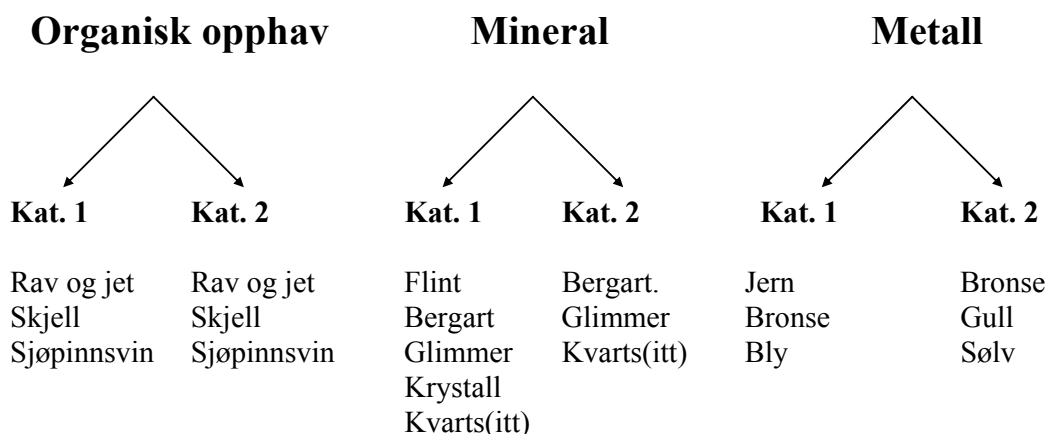 Organisk opphav Mineral Metall
Kat. 1 Kat. 2 Kat. 1 Kat. 2 Kat. 1 Kat. 2
Rav og jet Rav og jet Flint Bergart. Jern Bronse
Skjell Skjell Bergart Glimmer Bronse Gull
Sjøpinnsvin Sjøpinnsvin Glimmer Kvarts(itt) Bly Sølv
Krystall
Kvarts(itt)